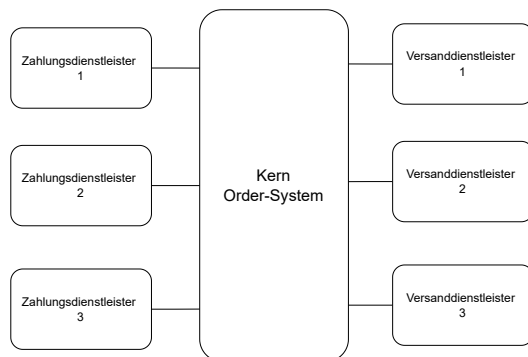 Zahlungsdienstleister
1
Zahlungsdienstleister
2
Zahlungsdienstleister
3
Kern
Order-System
Versanddienstleister
1
Versanddienstleister
2
Versanddienstleister
3